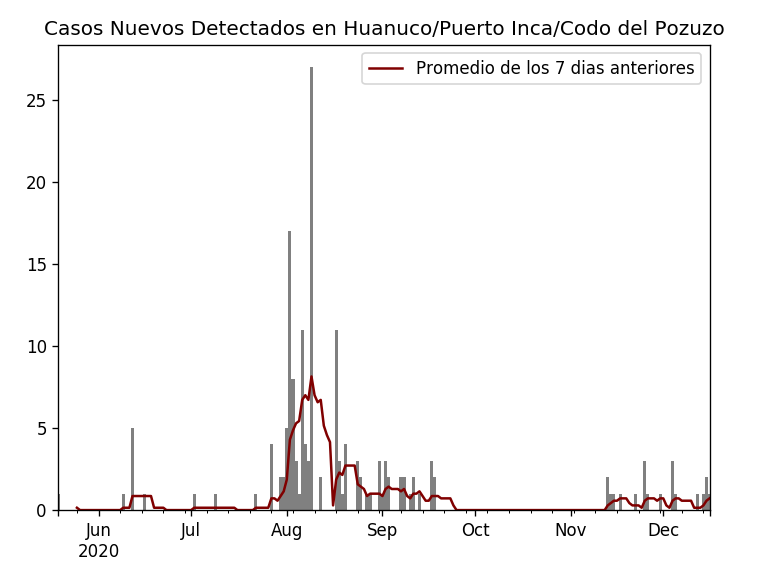 Casos Nuevos Detectados en Huanuco/Puerto Inca/Codo del Pozuzo
Promedio de los 7 dias anteriores
25
20
15
10
5
0
Jun Jul Aug Sep Oct Nov Dec
2020